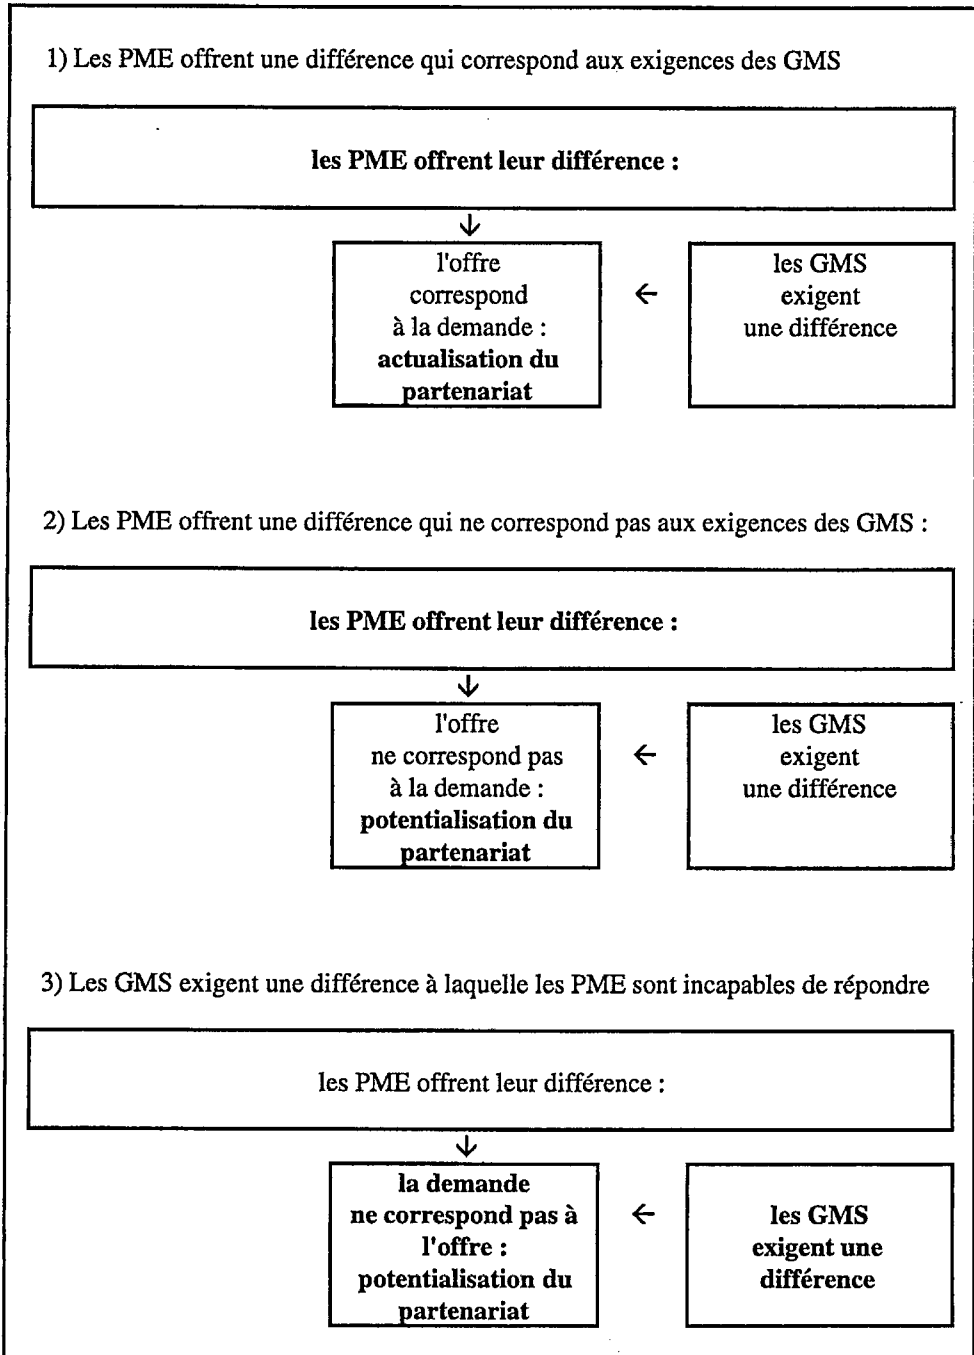 1) Les PME offrent une différence qui correspond aux exigences des GMS
les PME offrent leur différence :
↓
l'offre
correspond
à la demande :
actualisation du
partenariat
←
les GMS
exigent
une différence
2) Les PME offrent une différence qui ne correspond pas aux exigences des GMS :
les PME offrent leur différence :
↓
l'offre
ne correspond pas
à la demande :
potentialisation du
partenariat
←
les GMS
exigent
une différence
3) Les GMS exigent une différence à laquelle les PME sont incapables de répondre
les PME offrent leur différence :
↓
la demande
ne correspond pas à
l'offre :
potentialisation du
partenariat
←
les GMS
exigent une
différence